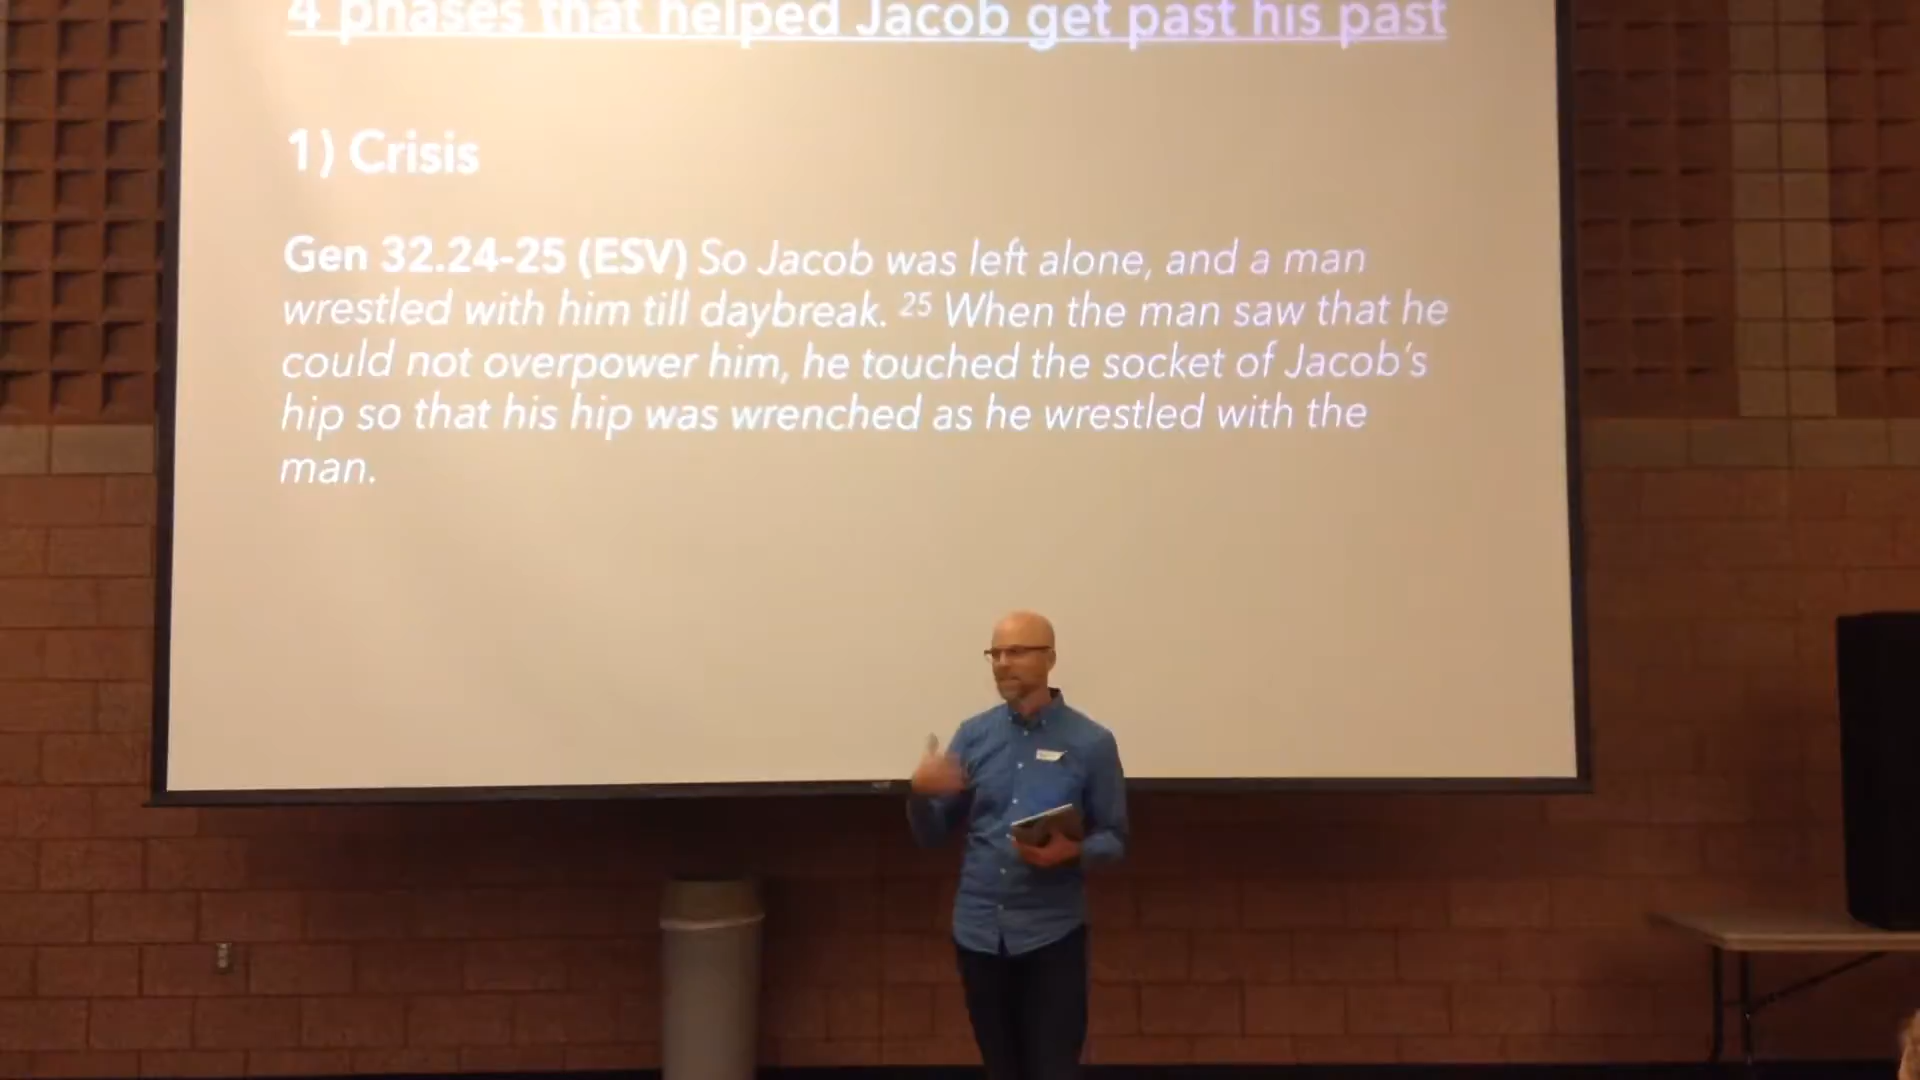 4 phases that helped Jacob get past his past
1) Crisis
Gen 32.24-25 (ESV) So Jacob was left alone, and a man
wrestled with him till daybreak. 25 When the man saw that he
could not overpower him, he touched the socket of Jacob's
hip so that his hip was wrenched as he wrestled with the
man.